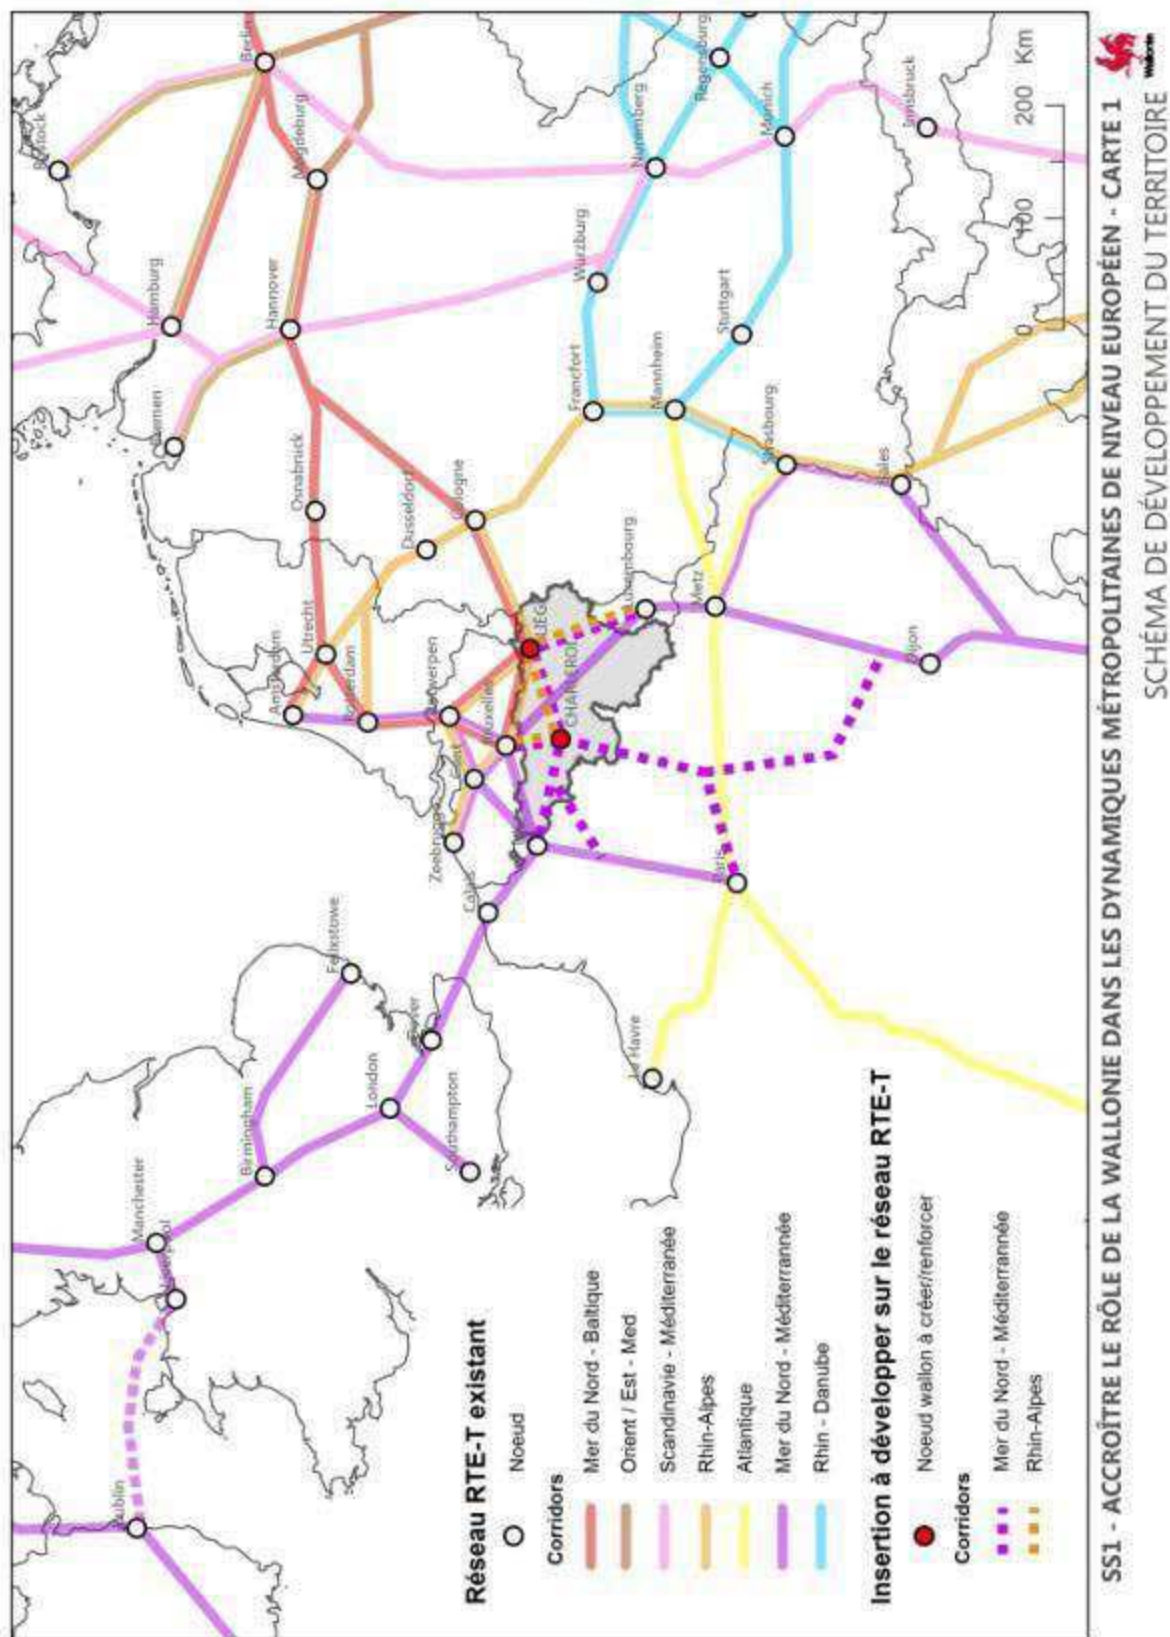 Rostock
Berlin
Hamburg
Magdeburg
Bremen
Hannover
Osnabrück
Amsterdam
Utrecht
Rotterdam
Dusseldorf
Cologne
Francfort
Wurzburg
Nuremberg
Regensburg
Mannheim
Stuttgart
Munich
Innsbruck
Strasbourg
Bales
Antwerpen
Bruxelles
Gent
Zeebrugge
Calais
LIEGE
CHARLEROI
Luxembourg
Metz
Dijon
Paris
Le Havre
Felixstowe
Dover
London
Southampton
Birmingham
Manchester
Liverpool
Dublin
0 100 200 Km
Réseau RTE-T existant
Noeud
Corridors
Mer du Nord - Baltique
Orient / Est - Med
Scandinavie - Méditerranée
Rhin-Alpes
Atlantique
Mer du Nord - Méditerrannée
Rhin - Danube
Insertion à développer sur le réseau RTE-T
Noeud wallon à créer/renforcer
Corridors
Mer du Nord - Méditerrannée
Rhin-Alpes
SS1 - ACCROÎTRE LE RÔLE DE LA WALLONIE DANS LES DYNAMIQUES MÉTROPOLITAINES DE NIVEAU EUROPÉEN - CARTE 1
SCHÉMA DE DÉVELOPPEMENT DU TERRITOIRE
Wallonie